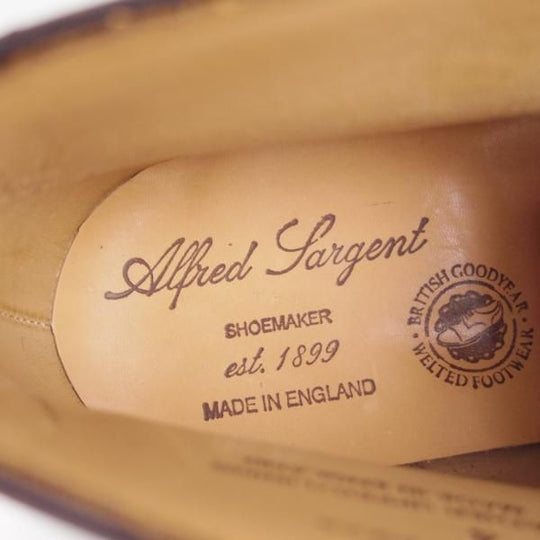 Alfred Sargent
SHOEMAKER
est. 1899
MADE IN ENGLAND
· BRITISH GOODYEAR ·
WELTED FOOTWEAR